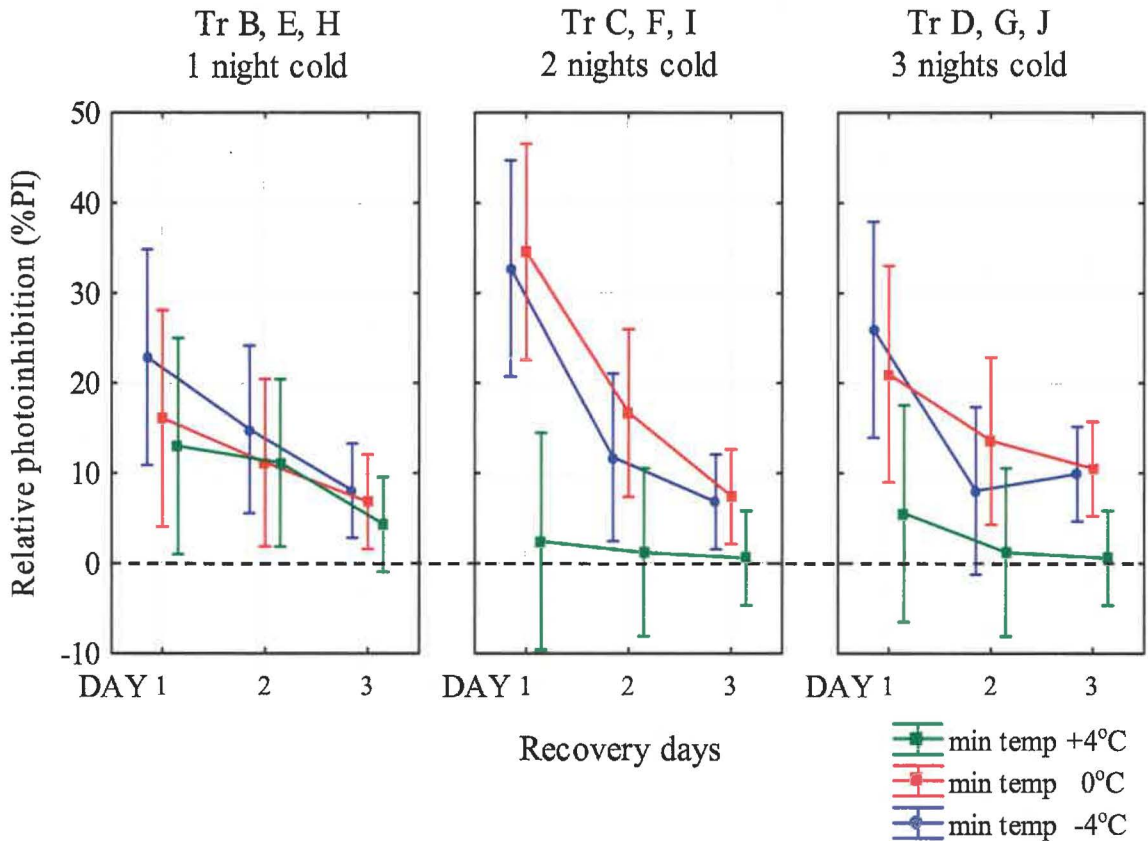 Tr B, E, H
1 night cold
Tr C, F, I
2 nights cold
Tr D, G, J
3 nights cold
Relative photoinhibition (%PI)
50
40
30
20
10
0
-10
DAY 1 2 3
DAY 1 2 3
DAY 1 2 3
Recovery days
min temp +4°C
min temp 0°C
min temp -4°C